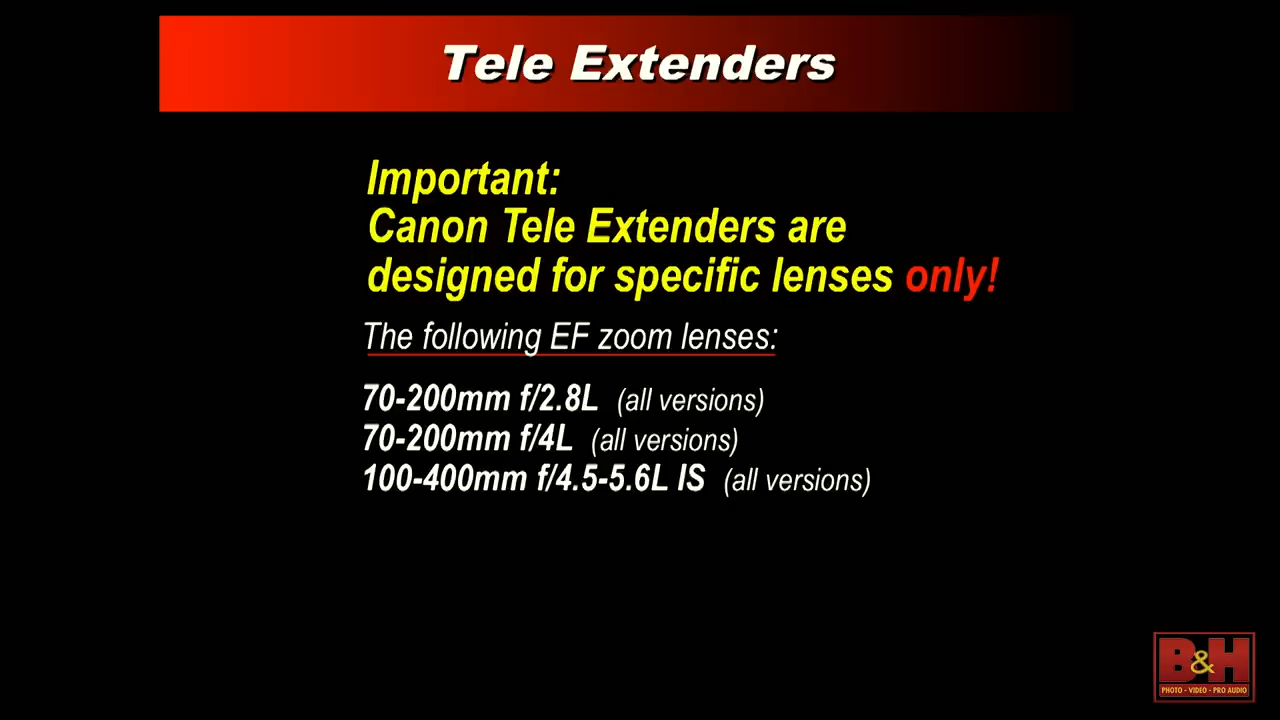 Tele Extenders
Important:
Canon Tele Extenders are
designed for specific lenses only!
The following EF zoom lenses:
70-200mm f/2.8L (all versions)
70-200mm f/4L (all versions)
100-400mm f/4.5-5.6L IS (all versions)
B&H
PHOTO - VIDEO - PRO AUDIO